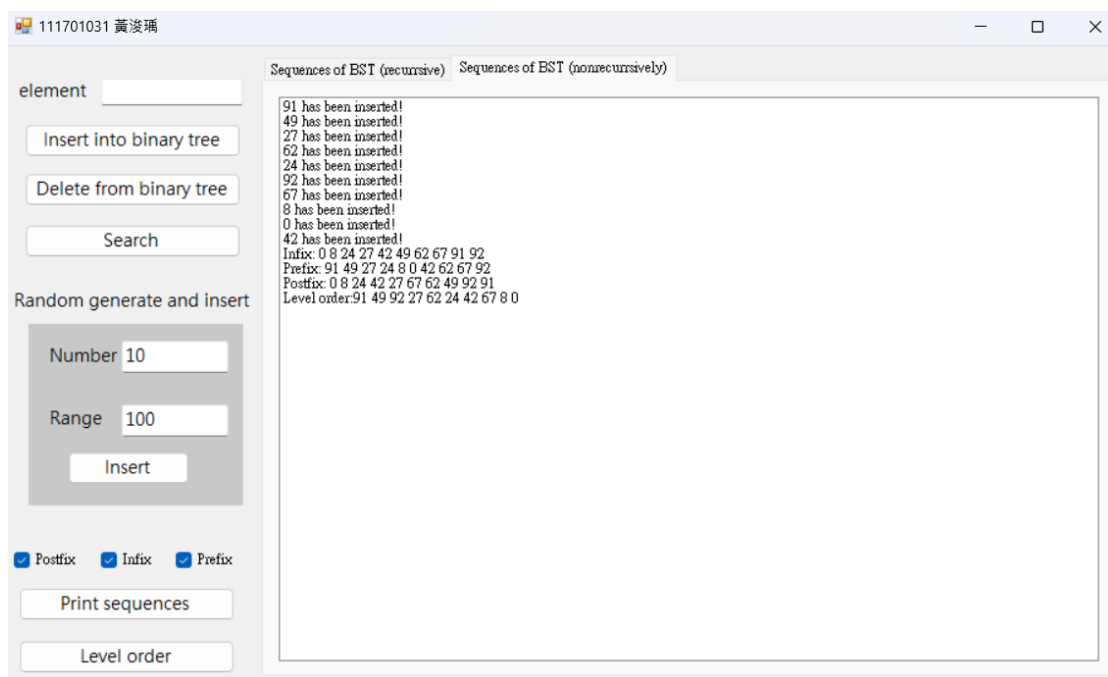 111701031 黃浚瑀
element
Insert into binary tree
Delete from binary tree
Search
Random generate and insert
Number 10
Range 100
Insert
Postfix Infix Prefix
Print sequences
Level order
Sequences of BST (recurrsive) Sequences of BST (nonrecurrsively)
91 has been inserted!
49 has been inserted!
27 has been inserted!
62 has been inserted!
24 has been inserted!
92 has been inserted!
67 has been inserted!
8 has been inserted!
0 has been inserted!
42 has been inserted!
Infix: 0 8 24 27 42 49 62 67 91 92
Prefix: 91 49 27 24 8 0 42 62 67 92
Postfix: 0 8 24 42 27 67 62 49 92 91
Level order:91 49 92 27 62 24 42 67 8 0